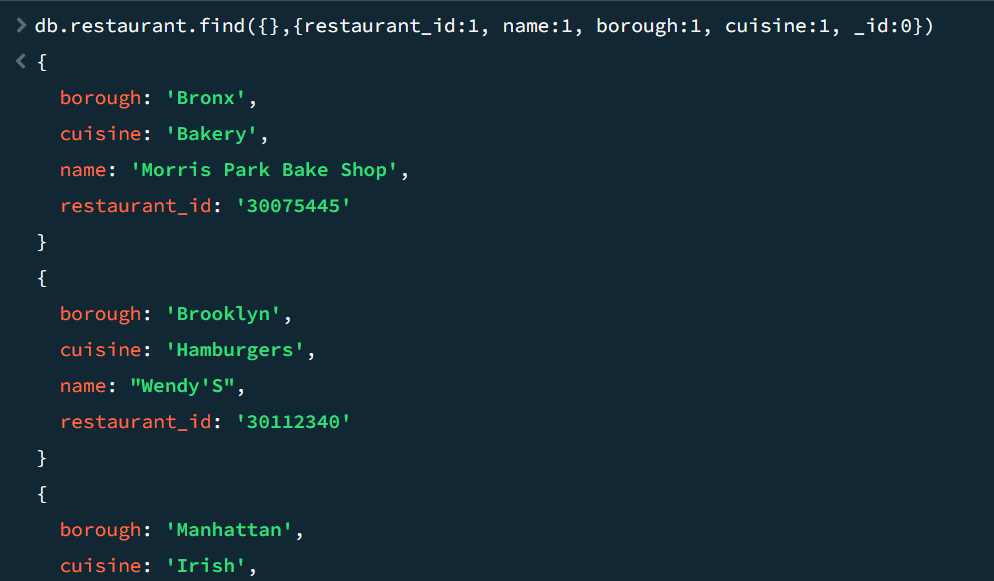 > db.restaurant.find({},{restaurant_id:1, name:1, borough:1, cuisine:1, _id:0})
< {
borough: 'Bronx',
cuisine: 'Bakery',
name: 'Morris Park Bake Shop',
restaurant_id: '30075445'
}
{
borough: 'Brooklyn',
cuisine: 'Hamburgers',
name: "Wendy'S",
restaurant_id: '30112340'
}
{
borough: 'Manhattan',
cuisine: 'Irish',